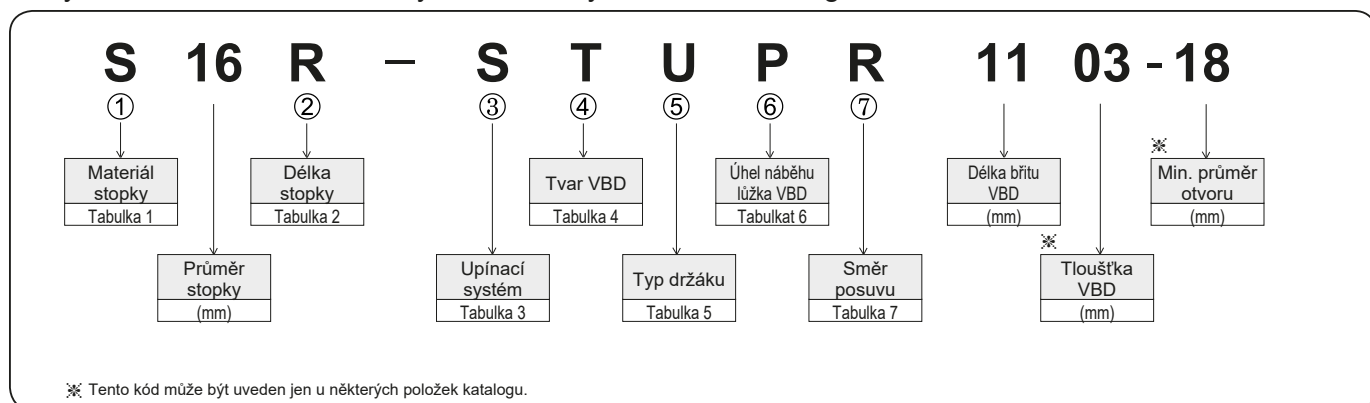 S 16 R – S T U P R 11 03 - 18
① ② ③ ④ ⑤ ⑥ ⑦
Materiál
stopky
Tabulka 1
Délka
stopky
Tabulka 2
Tvar VBD
Tabulka 4
Úhel náběhu
lůžka VBD
Tabulkat 6
Délka břitu
VBD
(mm)
※
Min. průměr
otvoru
(mm)
Průměr
stopky
(mm)
Upínací
systém
Tabulka 3
Typ držáku
Tabulka 5
Směr
posuvu
Tabulka 7
※
Tloušťka
VBD
(mm)
※ Tento kód může být uveden jen u některých položek katalogu.